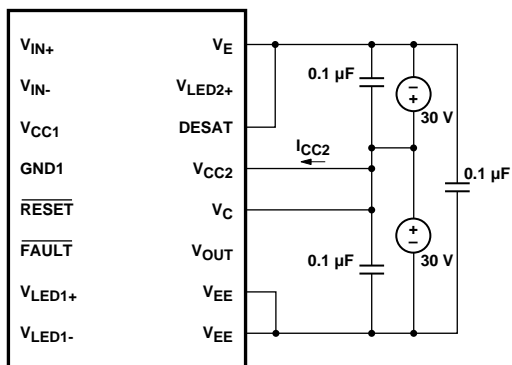 VIN+ VE
0.1 µF
VIN- VLED2+
30 V
VCC1 DESAT
ICC2
GND1 VCC2
0.1 µF
RESET VC
FAULT VOUT
0.1 µF
30 V
VLED1+ VEE
VLED1- VEE